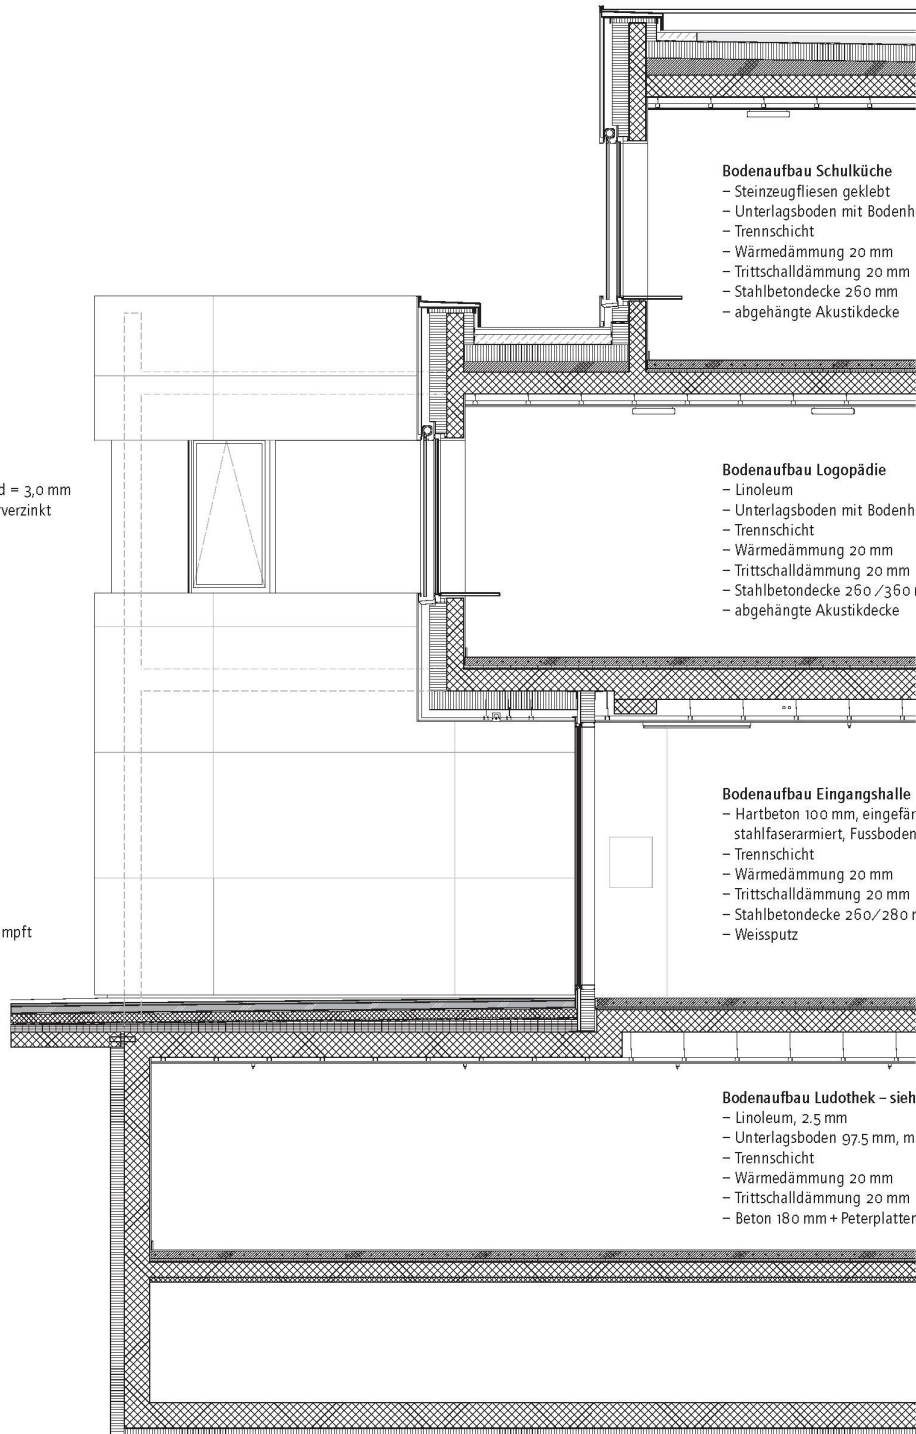 Bodenaufbau Schulküche
– Steinzeugfliesen geklebt
– Unterlagsboden mit Bodenh
– Trennschicht
– Wärmedämmung 20 mm
– Trittschalldämmung 20 mm
– Stahlbetondecke 260 mm
– abgehängte Akustikdecke
d = 3,0 mm
verzinkt
Bodenaufbau Logopädie
– Linoleum
– Unterlagsboden mit Bodenh
– Trennschicht
– Wärmedämmung 20 mm
– Trittschalldämmung 20 mm
– Stahlbetondecke 260/360 m
– abgehängte Akustikdecke
Bodenaufbau Eingangshalle
– Hartbeton 100 mm, eingefär
stahlfaserarmiert, Fussboden
– Trennschicht
– Wärmedämmung 20 mm
– Trittschalldämmung 20 mm
– Stahlbetondecke 260/280 m
– Weissputz
mpft
Bodenaufbau Ludothek – sieh
– Linoleum, 2.5 mm
– Unterlagsboden 97.5 mm, m
– Trennschicht
– Wärmedämmung 20 mm
– Trittschalldämmung 20 mm
– Beton 180 mm + Peterplatten